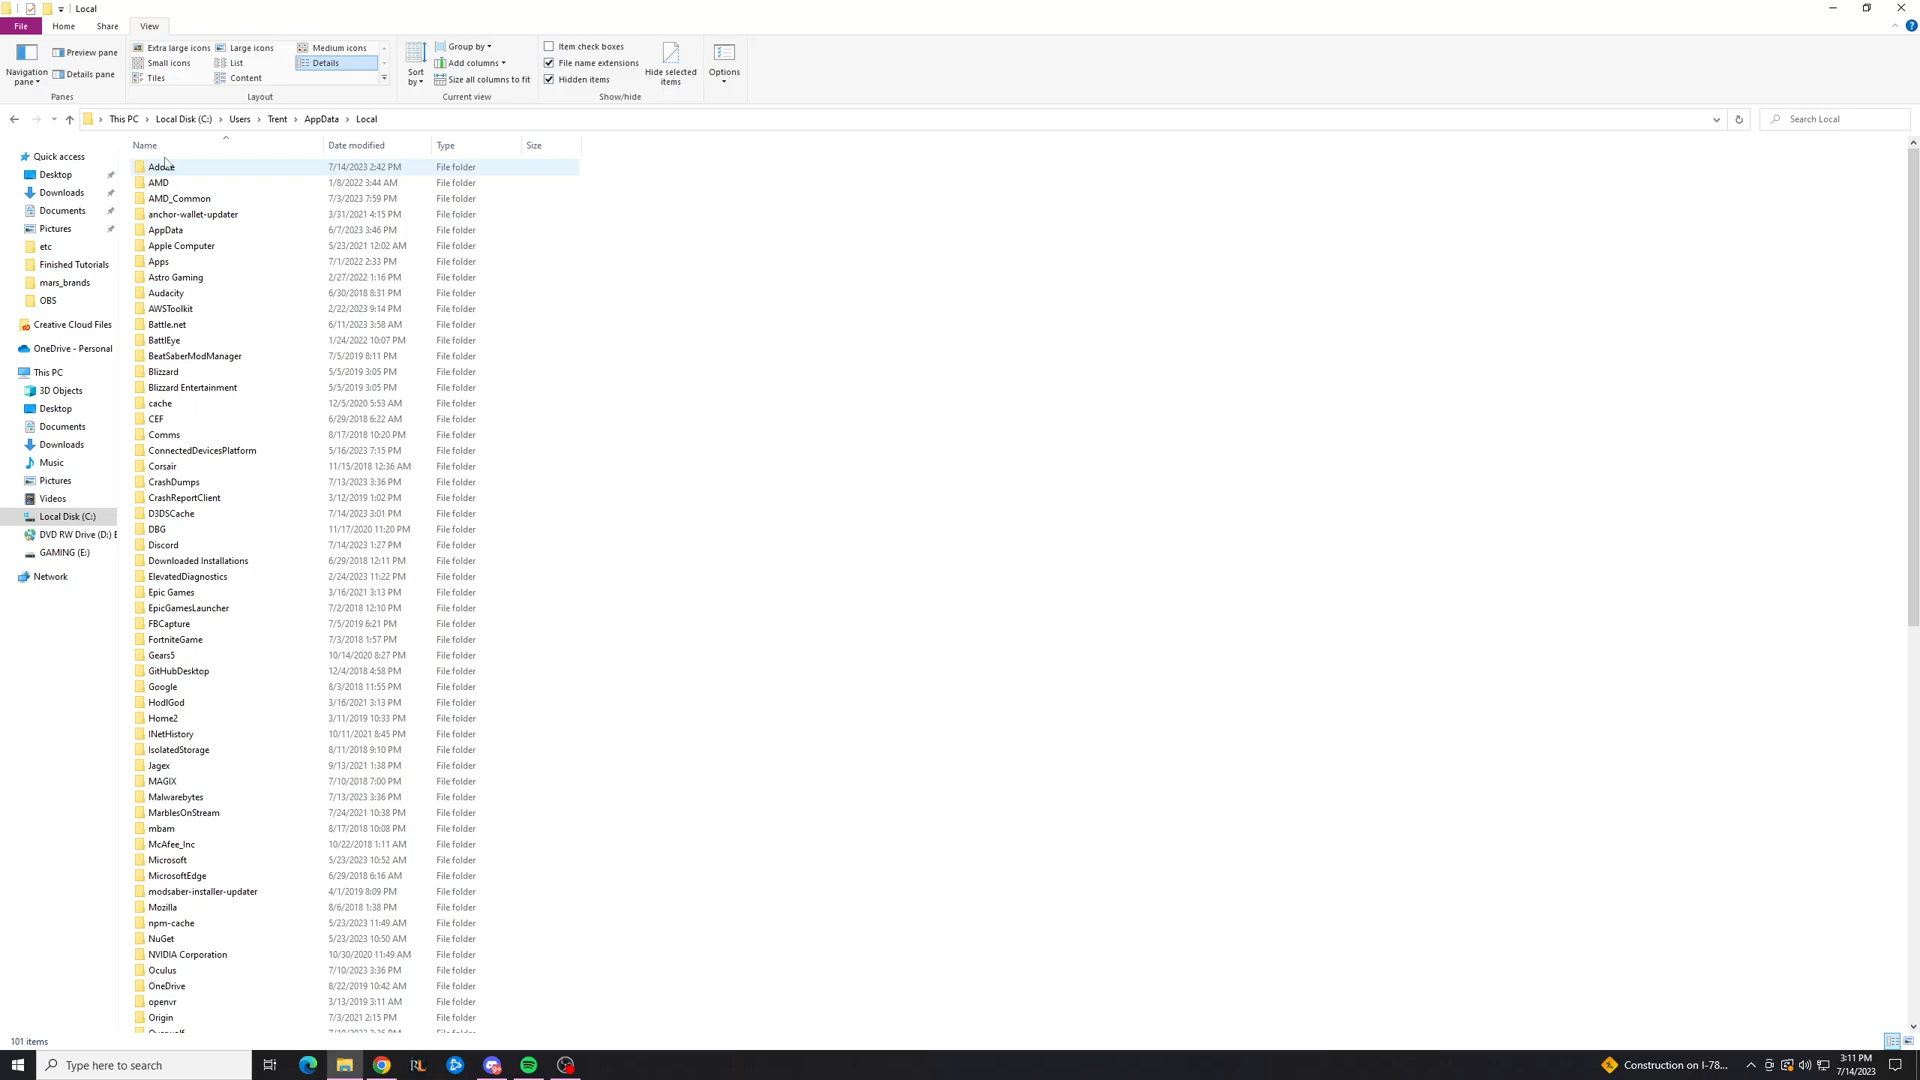 Local
File Home Share View
Navigation pane
Preview pane
Details pane
Panes
Extra large icons Large icons Medium icons
Small icons List Details
Tiles Content
Layout
Sort by
Group by
Add columns
Size all columns to fit
Current view
Item check boxes
File name extensions
Hidden items
Hide selected items
Show/hide
Options
This PC Local Disk (C:) Users Trent AppData Local
Search Local
Quick access
Desktop
Downloads
Documents
Pictures
etc
Finished Tutorials
mars_brands
OBS
Creative Cloud Files
OneDrive - Personal
This PC
3D Objects
Desktop
Documents
Downloads
Music
Pictures
Videos
Local Disk (C:)
DVD RW Drive (D:) E
GAMING (E:)
Network
Name Date modified Type Size
Adobe 7/14/2023 2:42 PM File folder
AMD 1/8/2022 3:44 AM File folder
AMD_Common 7/3/2023 7:59 PM File folder
anchor-wallet-updater 3/31/2021 4:15 PM File folder
AppData 6/7/2023 3:46 PM File folder
Apple Computer 5/23/2021 12:02 AM File folder
Apps 7/1/2022 2:33 PM File folder
Astro Gaming 2/27/2022 1:16 PM File folder
Audacity 6/30/2018 8:31 PM File folder
AWSToolkit 2/22/2023 9:14 PM File folder
Battle.net 6/11/2023 3:58 AM File folder
BattlEye 1/24/2022 10:07 PM File folder
BeatSaberModManager 7/5/2019 8:11 PM File folder
Blizzard 5/5/2019 3:05 PM File folder
Blizzard Entertainment 5/5/2019 3:05 PM File folder
cache 12/5/2020 5:53 AM File folder
CEF 6/29/2018 6:22 AM File folder
Comms 8/17/2018 10:20 PM File folder
ConnectedDevicesPlatform 5/16/2023 7:15 PM File folder
Corsair 11/15/2018 12:36 AM File folder
CrashDumps 7/13/2023 3:36 PM File folder
CrashReportClient 3/12/2019 1:02 PM File folder
D3DSCache 7/14/2023 3:01 PM File folder
DBG 11/17/2020 11:20 PM File folder
Discord 7/14/2023 1:27 PM File folder
Downloaded Installations 6/29/2018 12:11 PM File folder
ElevatedDiagnostics 2/24/2023 11:22 PM File folder
Epic Games 3/16/2021 3:13 PM File folder
EpicGamesLauncher 7/2/2018 12:10 PM File folder
FBCapture 7/5/2019 6:21 PM File folder
FortniteGame 7/3/2018 1:57 PM File folder
Gears5 10/14/2020 8:27 PM File folder
GitHubDesktop 12/4/2018 4:58 PM File folder
Google 8/3/2018 11:55 PM File folder
HodlGod 3/16/2021 3:13 PM File folder
Home2 3/11/2019 10:33 PM File folder
INetHistory 10/11/2021 8:45 PM File folder
IsolatedStorage 8/11/2018 9:10 PM File folder
Jagex 9/13/2021 1:38 PM File folder
MAGIX 7/10/2018 7:00 PM File folder
Malwarebytes 7/13/2023 3:36 PM File folder
MarblesOnStream 7/24/2021 10:38 PM File folder
mbam 8/17/2018 10:08 PM File folder
McAfee_Inc 10/22/2018 1:11 AM File folder
Microsoft 5/23/2023 10:52 AM File folder
MicrosoftEdge 6/29/2018 6:16 AM File folder
modsaber-installer-updater 4/1/2019 8:09 PM File folder
Mozilla 8/6/2018 1:38 PM File folder
npm-cache 5/23/2023 11:49 AM File folder
NuGet 5/23/2023 10:50 AM File folder
NVIDIA Corporation 10/30/2020 11:49 AM File folder
Oculus 7/10/2023 3:36 PM File folder
OneDrive 8/22/2019 10:42 AM File folder
openvr 3/13/2019 3:11 AM File folder
Origin 7/3/2021 2:15 PM File folder
101 items
Type here to search
Construction on I-78...
3:11 PM
7/14/2023